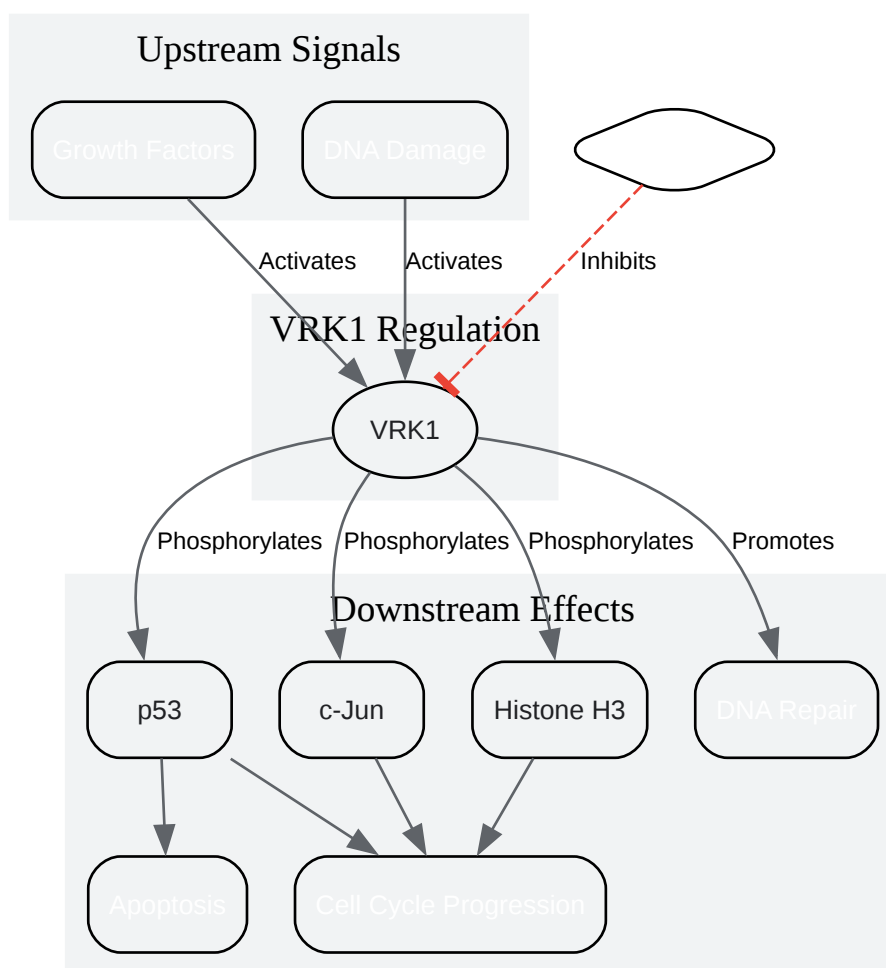 Upstream Signals
Growth Factors
DNA Damage
Activates
Activates
Inhibits
VRK1 Regulation
VRK1
Phosphorylates
Phosphorylates
Phosphorylates
Promotes
Downstream Effects
p53
c-Jun
Histone H3
DNA Repair
Apoptosis
Cell Cycle Progression